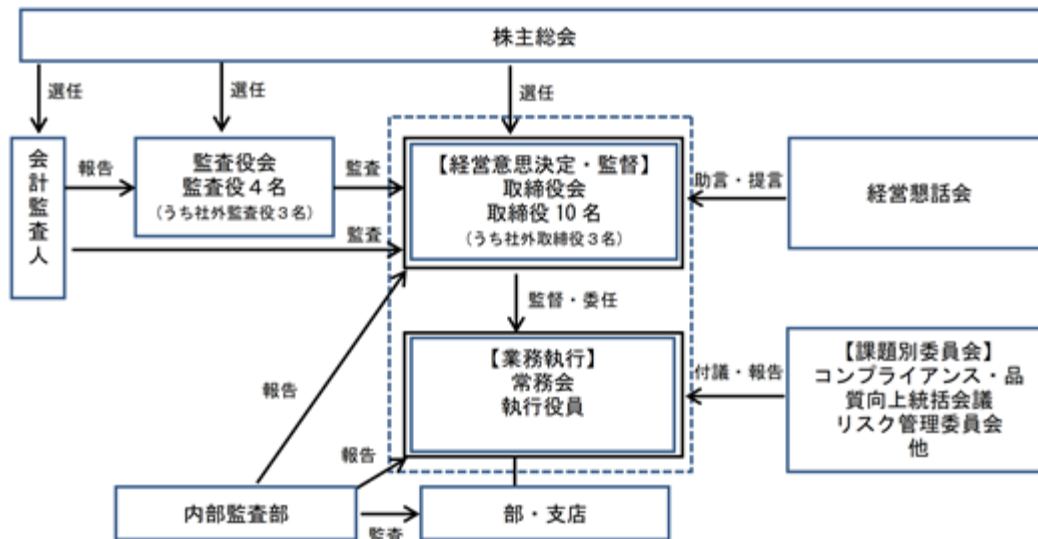 株主総会
選任
選任
選任
会計監査人
報告
監査役会
監査役4名
（うち社外監査役3名）
監査
監査
【経営意思決定・監督】
取締役会
取締役10名
（うち社外取締役3名）
助言・提言
経営懇話会
監督・委任
【業務執行】
常務会
執行役員
付議・報告
【課題別委員会】
コンプライアンス・品
質向上統括会議
リスク管理委員会
他
報告
報告
内部監査部
監査
部・支店